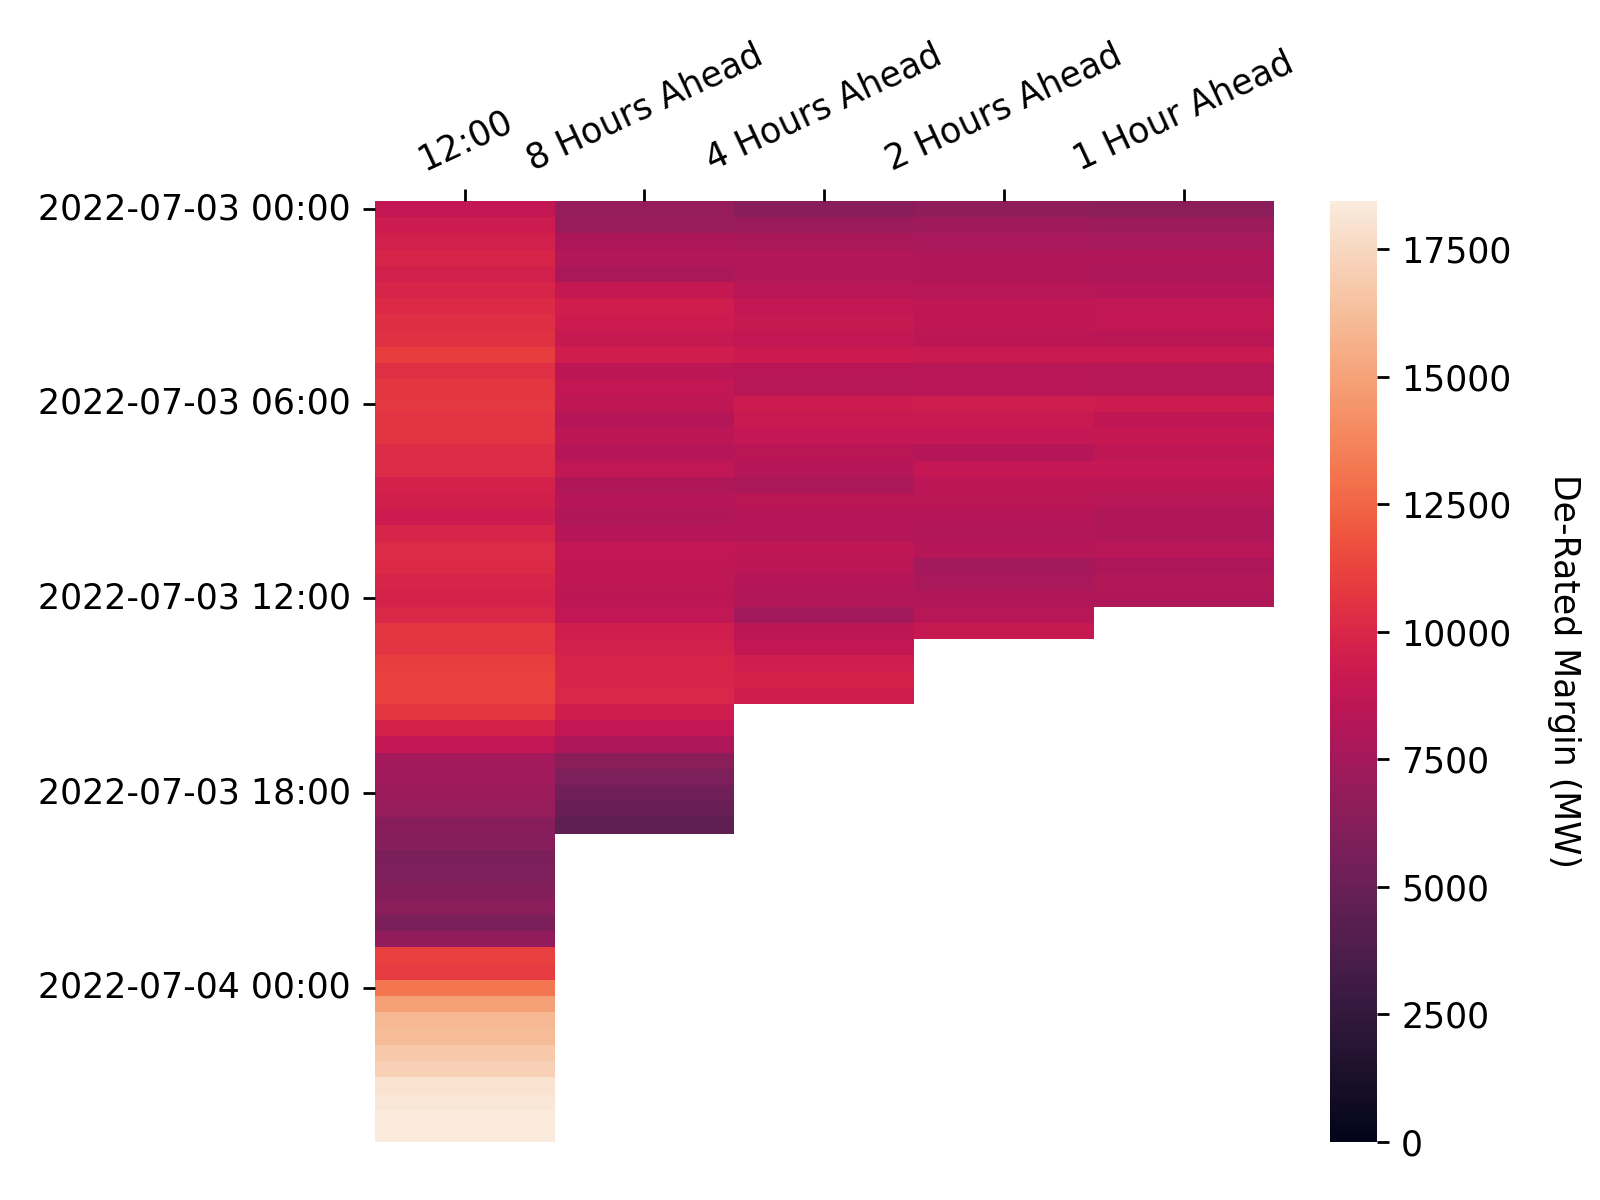 12:00
8 Hours Ahead
4 Hours Ahead
2 Hours Ahead
1 Hour Ahead
2022-07-03 00:00
2022-07-03 06:00
2022-07-03 12:00
2022-07-03 18:00
2022-07-04 00:00
17500
15000
12500
10000
7500
5000
2500
0
De-Rated Margin (MW)